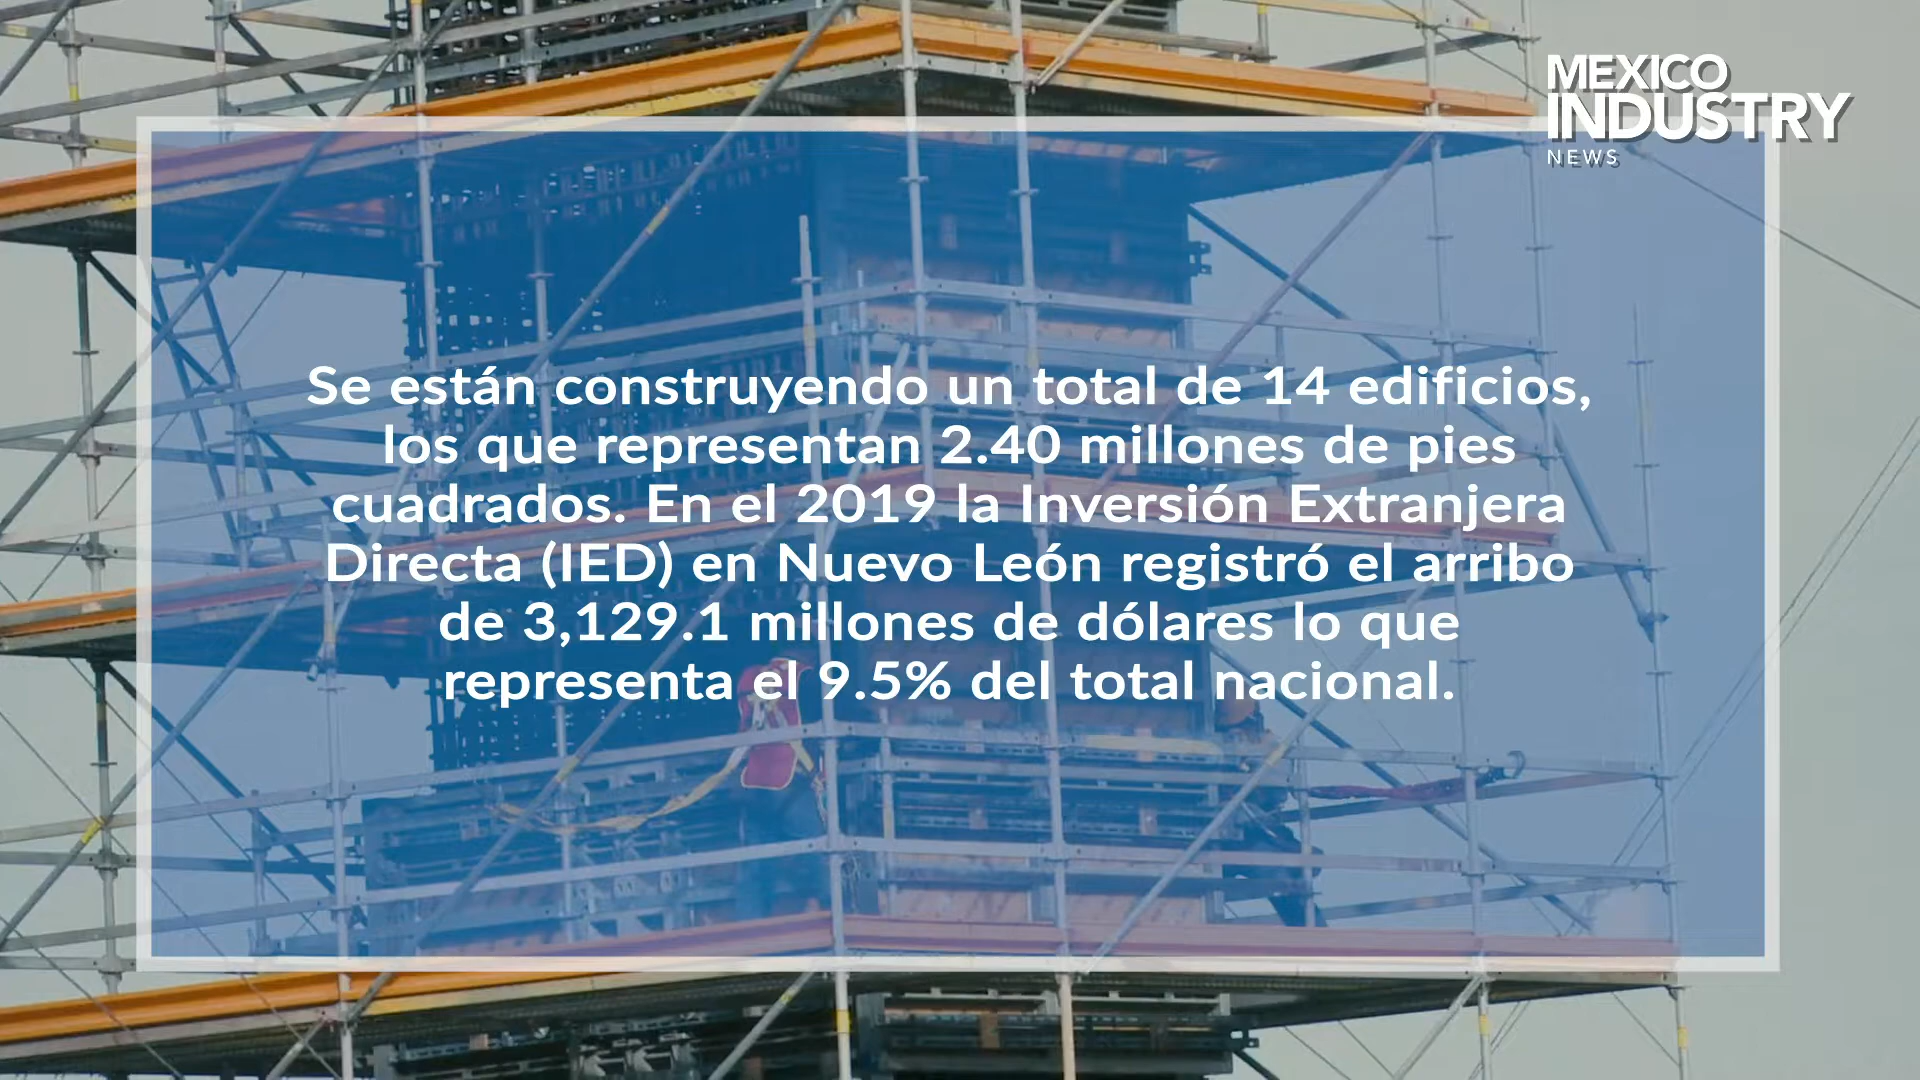 MEXICO
INDUSTRY
NEWS
Se están construyendo un total de 14 edificios,
los que representan 2.40 millones de pies
cuadrados. En el 2019 la Inversión Extranjera
Directa (IED) en Nuevo León registró el arribo
de 3,129.1 millones de dólares lo que
representa el 9.5% del total nacional.